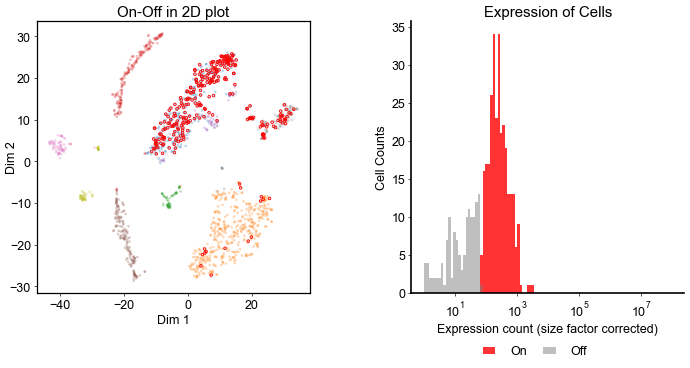 On-Off in 2D plot
30
20
10
0
−10
−20
−30
Dim 2
−40
−20
0
20
Dim 1
Expression of Cells
35
30
25
20
15
10
5
0
Cell Counts
10^1
10^3
10^5
10^7
Expression count (size factor corrected)
On
Off